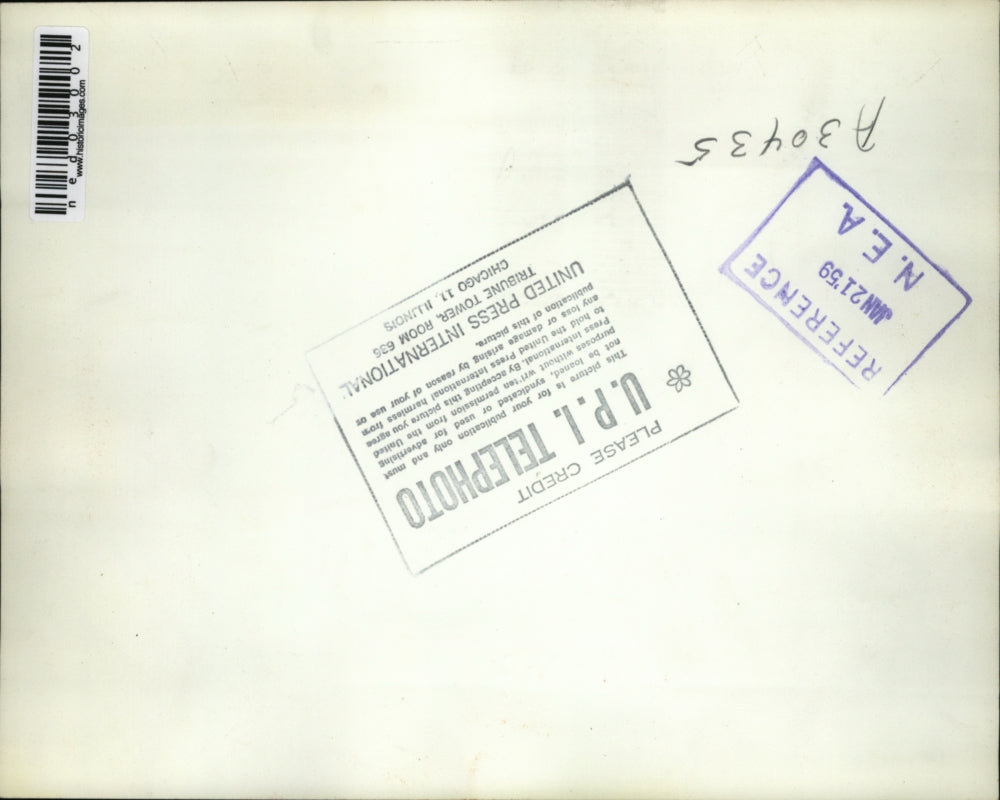 n e d 0 3 0 0 2
www.historicimages.com
A30435
REFERENCE
JAN 21 '59
N. E. A.
PLEASE CREDIT
U. P. I. TELEPHOTO
This picture is for your publication only and must
not be loaned, syndicated or used for advertising
purposes without written permission from the United
Press International. By accepting this picture you agree
to hold the United Press International harmless from
any loss or damage arising by reason of your use or
publication of this picture.
UNITED PRESS INTERNATIONAL
TRIBUNE TOWER, ROOM 636
CHICAGO 11, ILLINOIS